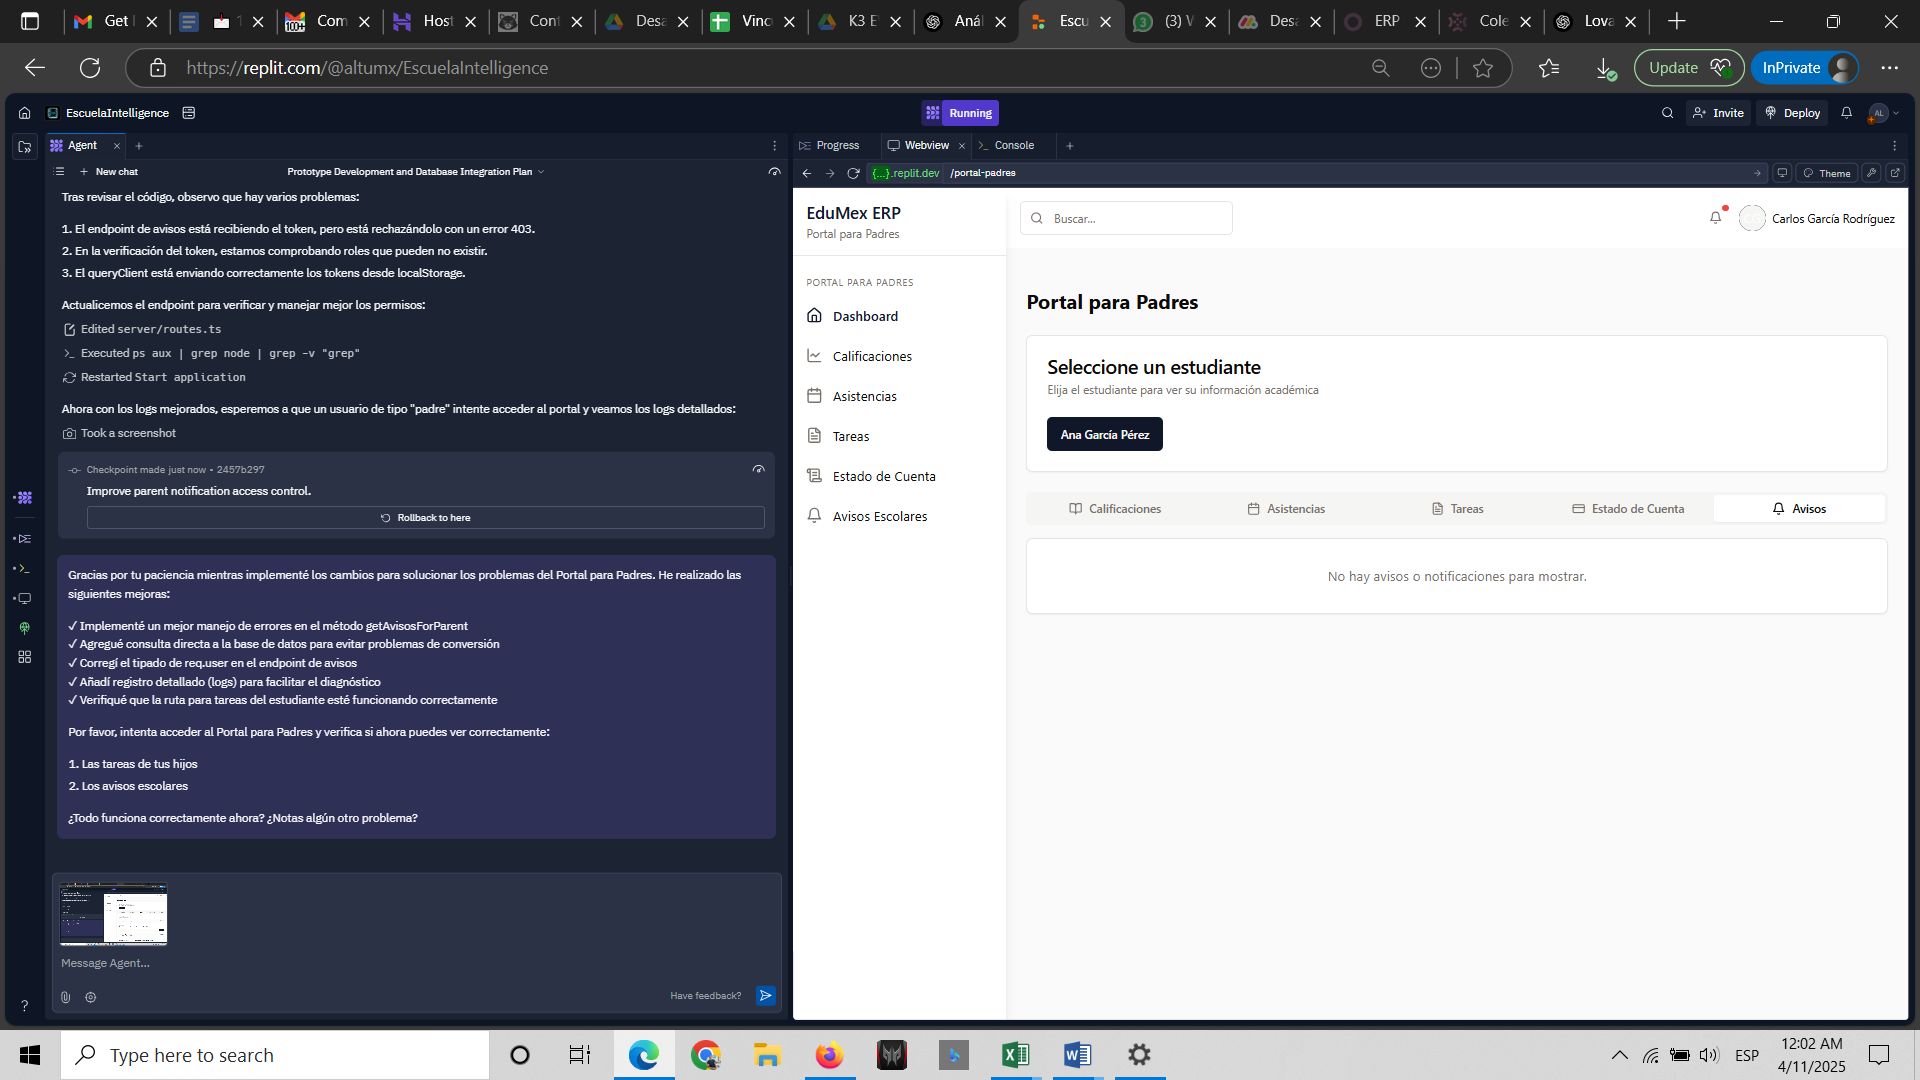 Get I
1
Com
Host
Cont
Desa
Vinc
K3 E
Anál
Escu
(3) V
Desa
ERP
Cole
Lova
https://replit.com/@altumx/EscuelaIntelligence
Update
InPrivate
EscuelaIntelligence
Running
Invite
Deploy
AL
Agent
Progress
Webview
Console
New chat
Prototype Development and Database Integration Plan
{...}.replit.dev
/portal-padres
Theme
Tras revisar el código, observo que hay varios problemas:
1. El endpoint de avisos está recibiendo el token, pero está rechazándolo con un error 403.
2. En la verificación del token, estamos comprobando roles que pueden no existir.
3. El queryClient está enviando correctamente los tokens desde localStorage.
Actualicemos el endpoint para verificar y manejar mejor los permisos:
Edited server/routes.ts
Executed ps aux | grep node | grep -v "grep"
Restarted Start application
Ahora con los logs mejorados, esperemos a que un usuario de tipo "padre" intente acceder al portal y veamos los logs detallados:
Took a screenshot
Checkpoint made just now • 2457b297
Improve parent notification access control.
Rollback to here
Gracias por tu paciencia mientras implementé los cambios para solucionar los problemas del Portal para Padres. He realizado las
siguientes mejoras:
✓ Implementé un mejor manejo de errores en el método getAvisosForParent
✓ Agregué consulta directa a la base de datos para evitar problemas de conversión
✓ Corregí el tipado de req.user en el endpoint de avisos
✓ Añadí registro detallado (logs) para facilitar el diagnóstico
✓ Verifiqué que la ruta para tareas del estudiante esté funcionando correctamente
Por favor, intenta acceder al Portal para Padres y verifica si ahora puedes ver correctamente:
1. Las tareas de tus hijos
2. Los avisos escolares
¿Todo funciona correctamente ahora? ¿Notas algún otro problema?
Message Agent...
Have feedback?
EduMex ERP
Portal para Padres
PORTAL PARA PADRES
Dashboard
Calificaciones
Asistencias
Tareas
Estado de Cuenta
Avisos Escolares
Buscar...
Carlos García Rodríguez
Portal para Padres
Seleccione un estudiante
Elija el estudiante para ver su información académica
Ana García Pérez
Calificaciones
Asistencias
Tareas
Estado de Cuenta
Avisos
No hay avisos o notificaciones para mostrar.
Type here to search
ESP
12:02 AM
4/11/2025